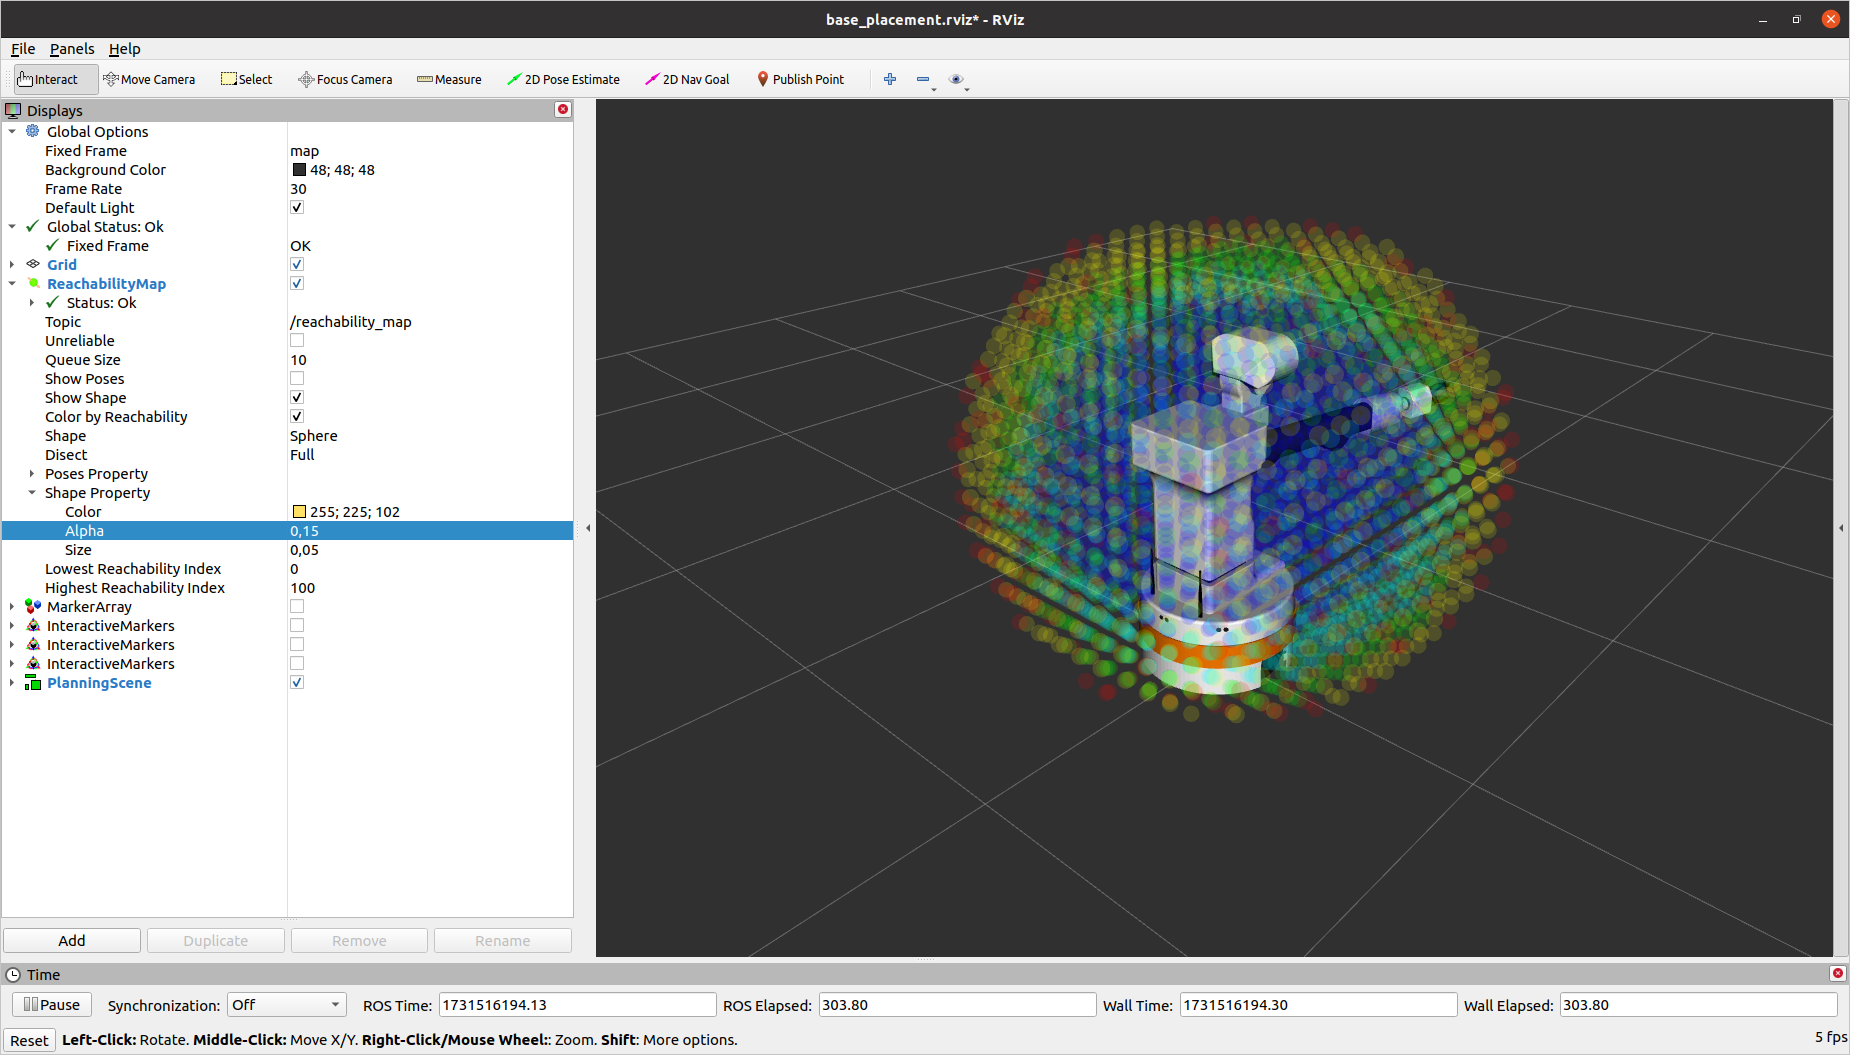 base_placement.rviz* - RViz
File Panels Help
Interact Move Camera Select Focus Camera Measure 2D Pose Estimate 2D Nav Goal Publish Point
Displays
Global Options
Fixed Frame map
Background Color 48; 48; 48
Frame Rate 30
Default Light
Global Status: Ok
Fixed Frame OK
Grid
ReachabilityMap
Status: Ok
Topic /reachability_map
Unreliable
Queue Size 10
Show Poses
Show Shape
Color by Reachability
Shape Sphere
Disect Full
Poses Property
Shape Property
Color 255; 225; 102
Alpha 0,15
Size 0,05
Lowest Reachability Index 0
Highest Reachability Index 100
MarkerArray
InteractiveMarkers
InteractiveMarkers
InteractiveMarkers
PlanningScene
Add Duplicate Remove Rename
Time
Pause Synchronization: Off ROS Time: 1731516194.13 ROS Elapsed: 303.80 Wall Time: 1731516194.30 Wall Elapsed: 303.80
Reset Left-Click: Rotate. Middle-Click: Move X/Y. Right-Click/Mouse Wheel:: Zoom. Shift: More options. 5 fps